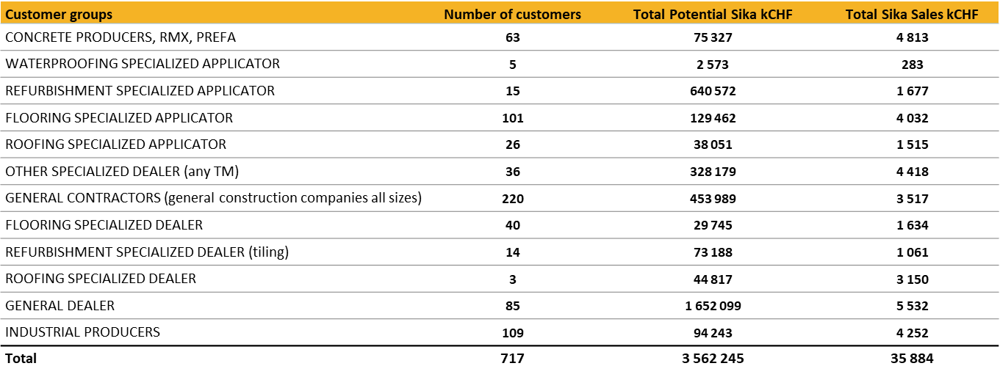 Customer groups Number of customers Total Potential Sika kCHF Total Sika Sales kCHF
CONCRETE PRODUCERS, RMX, PREFA 63 75 327 4 813
WATERPROOFING SPECIALIZED APPLICATOR 5 2 573 283
REFURBISHMENT SPECIALIZED APPLICATOR 15 640 572 1 677
FLOORING SPECIALIZED APPLICATOR 101 129 462 4 032
ROOFING SPECIALIZED APPLICATOR 26 38 051 1 515
OTHER SPECIALIZED DEALER (any TM) 36 328 179 4 418
GENERAL CONTRACTORS (general construction companies all sizes) 220 453 989 3 517
FLOORING SPECIALIZED DEALER 40 29 745 1 634
REFURBISHMENT SPECIALIZED DEALER (tiling) 14 73 188 1 061
ROOFING SPECIALIZED DEALER 3 44 817 3 150
GENERAL DEALER 85 1 652 099 5 532
INDUSTRIAL PRODUCERS 109 94 243 4 252
Total 717 3 562 245 35 884